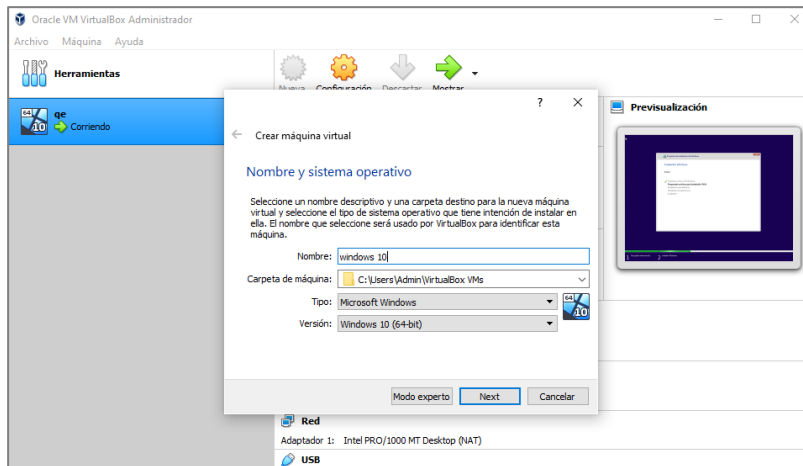 Oracle VM VirtualBox Administrador
Archivo Máquina Ayuda
Herramientas
Nueva Configuración Descartar Mostrar
64
10
qe
Corriendo
Previsualización
? 
Crear máquina virtual
Nombre y sistema operativo
Seleccione un nombre descriptivo y una carpeta destino para la nueva máquina
virtual y seleccione el tipo de sistema operativo que tiene intención de instalar en
ella. El nombre que seleccione será usado por VirtualBox para identificar esta
máquina.
Nombre: windows 10
Carpeta de máquina: C:\Users\Admin\VirtualBox VMs
Tipo: Microsoft Windows
64
10
Versión: Windows 10 (64-bit)
Modo experto Next Cancelar
Red
Adaptador 1: Intel PRO/1000 MT Desktop (NAT)
USB